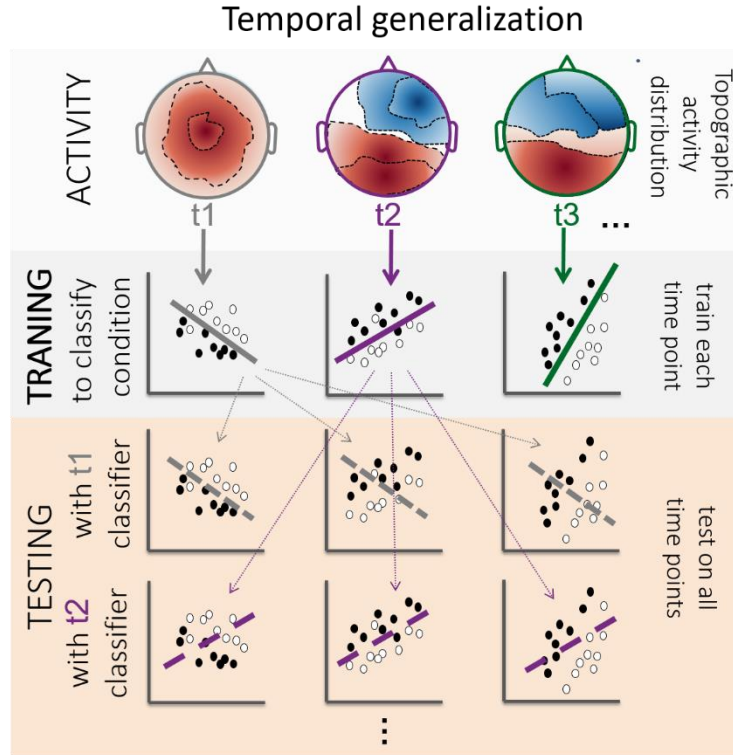 Temporal generalization
ACTIVITY
Topographic
activity
distribution
t1
t2
t3 ...
TRANING
to classify
condition
train each
time point
TESTING
with t1
classifier
with t2
classifier
test on all
time points
...